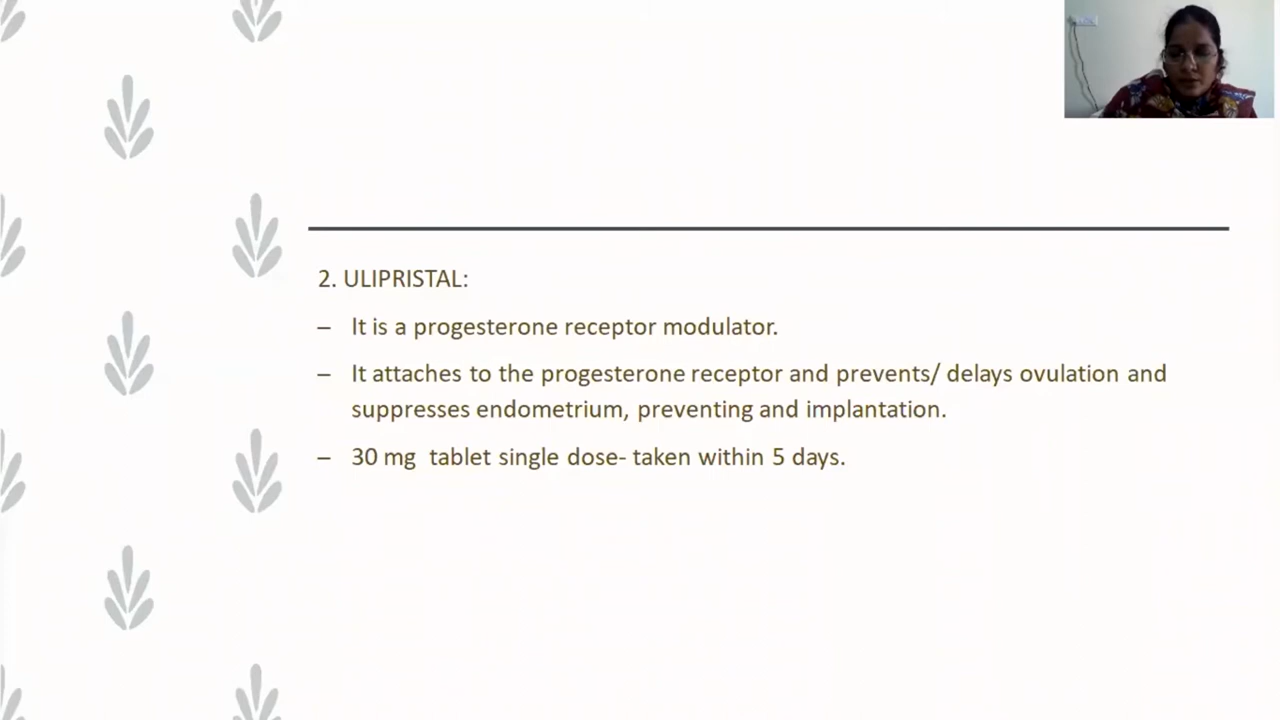 2. ULIPRISTAL:
– It is a progesterone receptor modulator.
– It attaches to the progesterone receptor and prevents/ delays ovulation and
suppresses endometrium, preventing and implantation.
– 30 mg  tablet single dose- taken within 5 days.